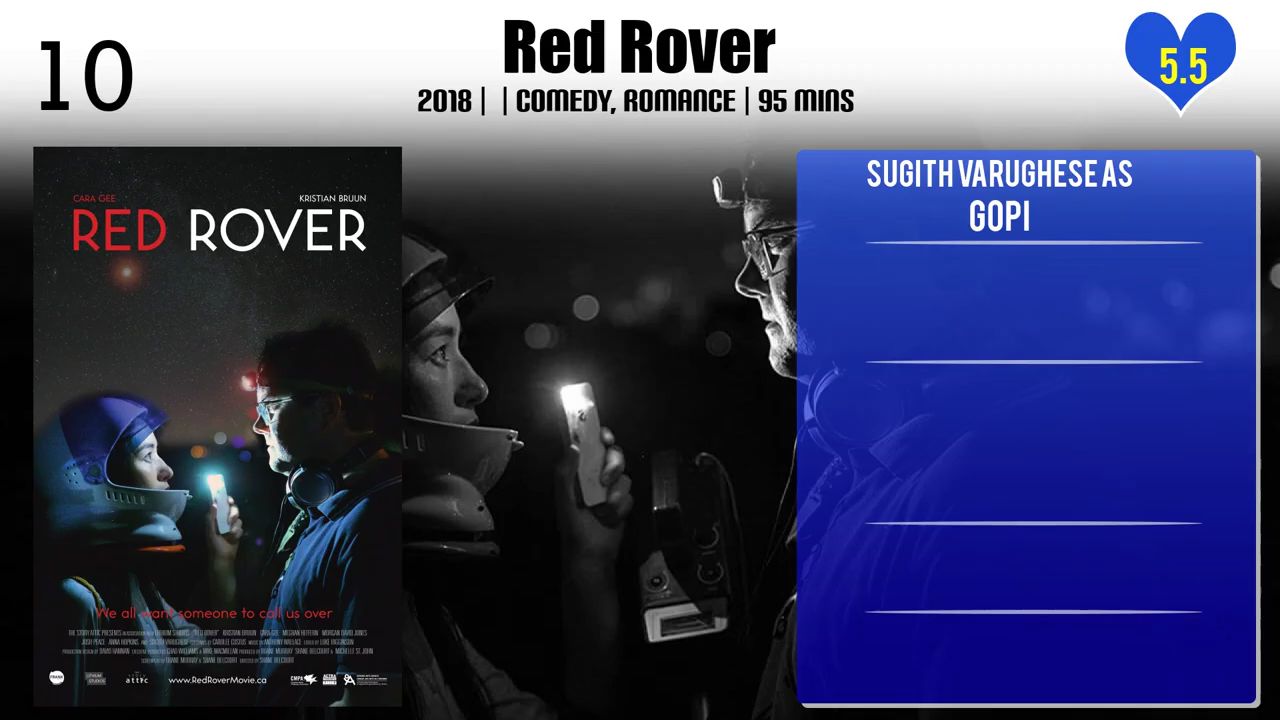 10
Red Rover
2018 | | COMEDY, ROMANCE | 95 MINS
5.5
CARA GEE
KRISTIAN BRUUN
RED ROVER
We all want someone to call us over
www.RedRoverMovie.ca
SUGITH VARUGHESE AS
GOPI